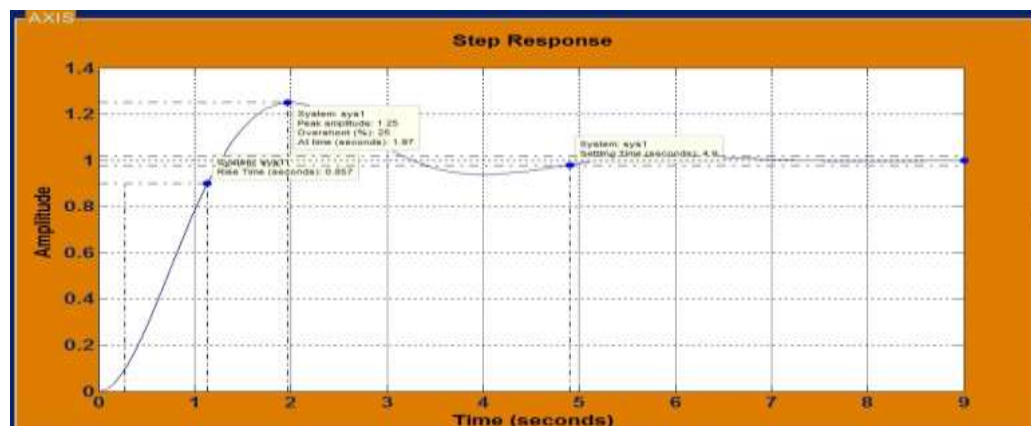 AXIS
Step Response
1.4
1.2
1
0.8
0.6
0.4
0.2
0
Amplitude
System: sys1
Peak amplitude: 1.25
Overshoot (%): 25
At time (seconds): 1.97
System: sys1
Rise Time (seconds): 0.857
System: sys1
Settling Time (seconds): 4.9
0 1 2 3 4 5 6 7 8 9
Time (seconds)